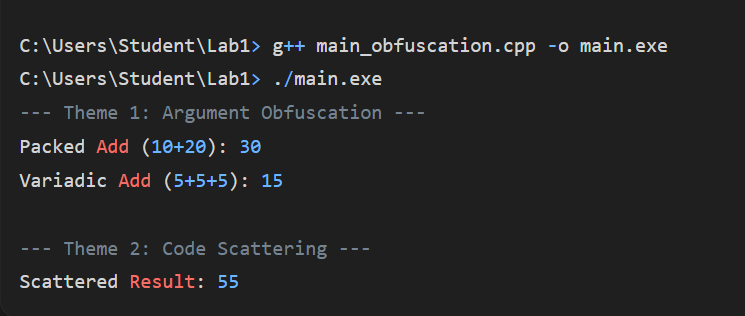 C:\Users\Student\Lab1> g++ main_obfuscation.cpp -o main.exe
C:\Users\Student\Lab1> ./main.exe
--- Theme 1: Argument Obfuscation ---
Packed Add (10+20): 30
Variadic Add (5+5+5): 15
--- Theme 2: Code Scattering ---
Scattered Result: 55